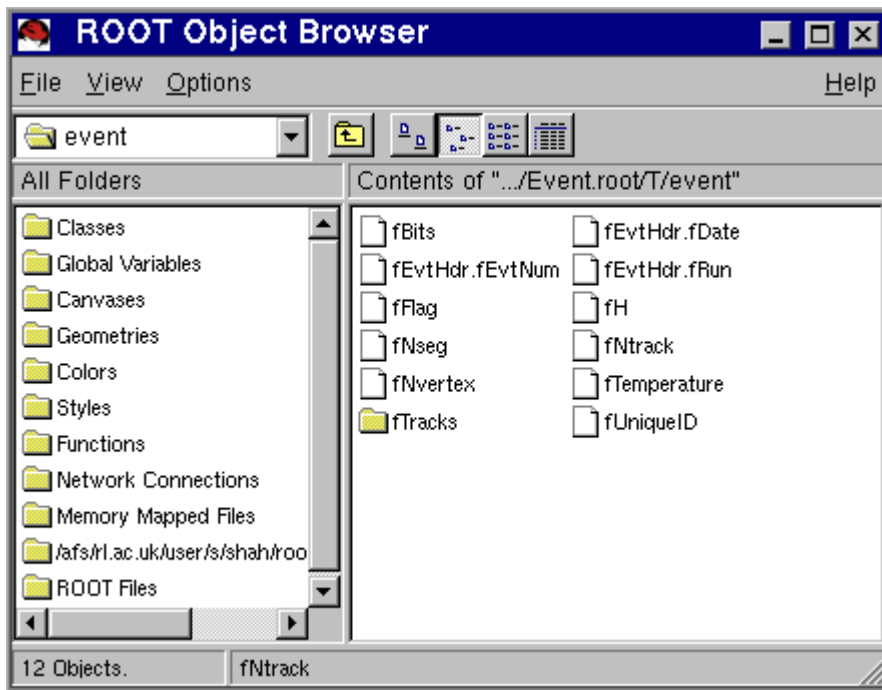 ROOT Object Browser
File View Options Help
event
All Folders
Contents of ".../Event.root/T/event"
Classes
Global Variables
Canvases
Geometries
Colors
Styles
Functions
Network Connections
Memory Mapped Files
/afs/rl.ac.uk/user/s/shah/roo
ROOT Files
fBits fEvtHdr.fDate
fEvtHdr.fEvtNum fEvtHdr.fRun
fFlag fH
fNseg fNtrack
fNvertex fTemperature
fTracks fUniqueID
12 Objects. fNtrack